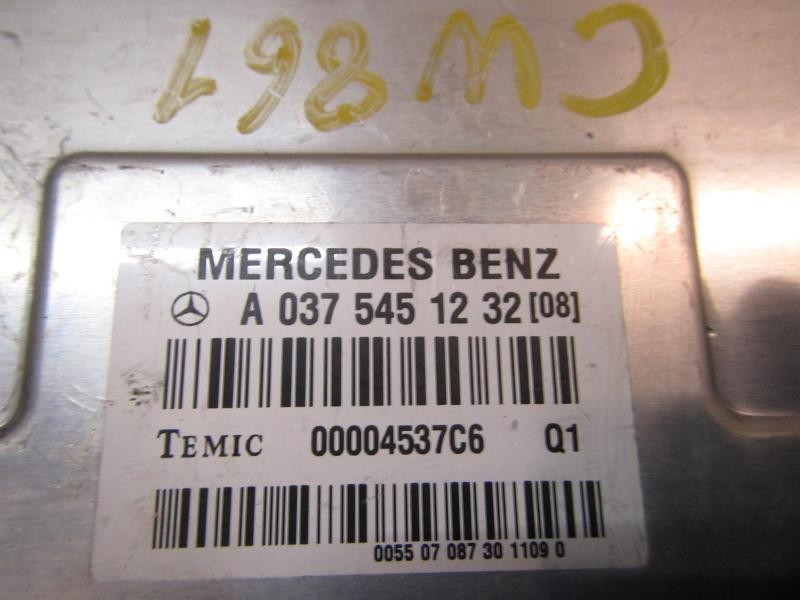 CW861
MERCEDES BENZ
A 037 545 12 32 [08]
TEMIC 00004537C6 Q1
0055 07 087 30 1109 0